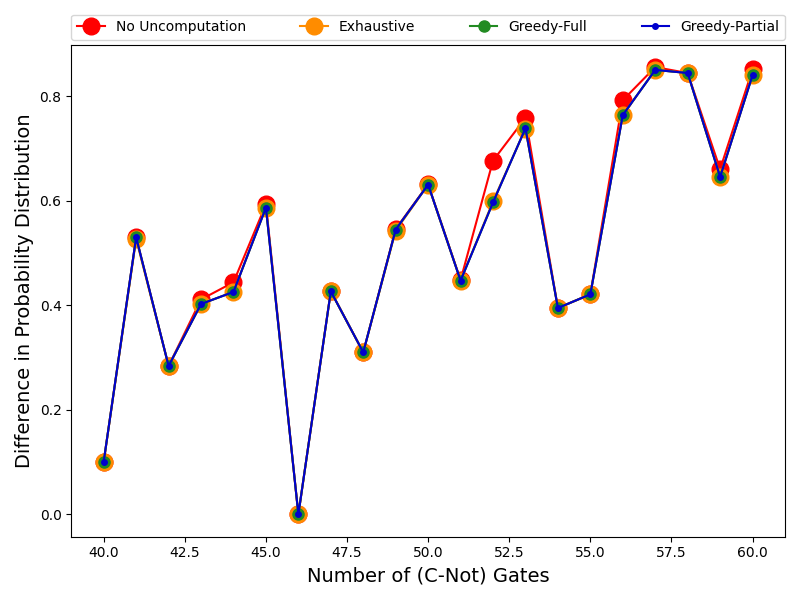 No Uncomputation Exhaustive Greedy-Full Greedy-Partial
Difference in Probability Distribution
0.8
0.6
0.4
0.2
0.0
40.0 42.5 45.0 47.5 50.0 52.5 55.0 57.5 60.0
Number of (C-Not) Gates